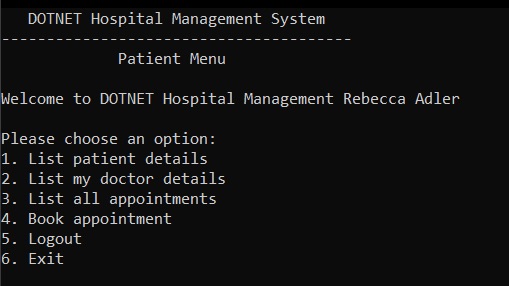 DOTNET Hospital Management System
---------------------------------------
Patient Menu
Welcome to DOTNET Hospital Management Rebecca Adler
Please choose an option:
1. List patient details
2. List my doctor details
3. List all appointments
4. Book appointment
5. Logout
6. Exit